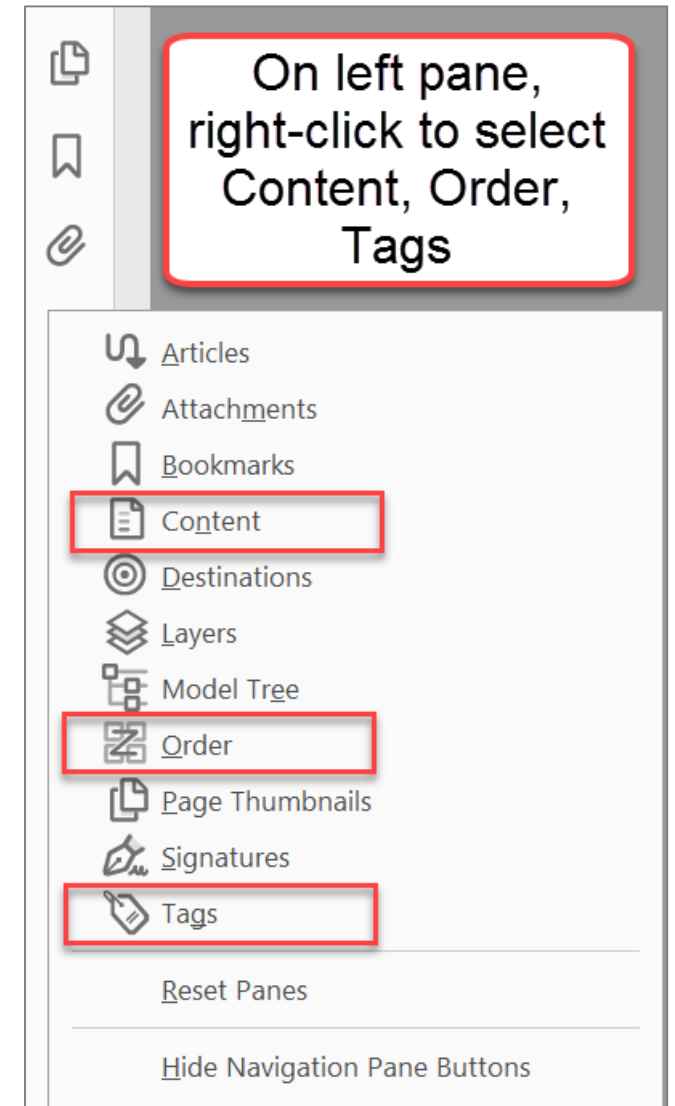 On left pane,
right-click to select
Content, Order,
Tags
Articles
Attachments
Bookmarks
Content
Destinations
Layers
Model Tree
Order
Page Thumbnails
Signatures
Tags
Reset Panes
Hide Navigation Pane Buttons